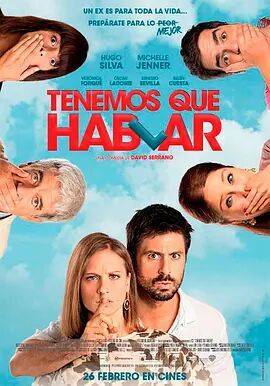 UN EX ES PARA TODA LA VIDA...
PREPÁRATE PARA LO PEOR
MEJOR
HUGO SILVA
MICHELLE JENNER
VERÓNICA FORQUÉ
ÓSCAR LADOIRE
ERNESTO SEVILLA
BELÉN CUESTA
TENEMOS QUE
HABLAR
UNA COMEDIA DE DAVID SERRANO
26 FEBRERO EN CINES